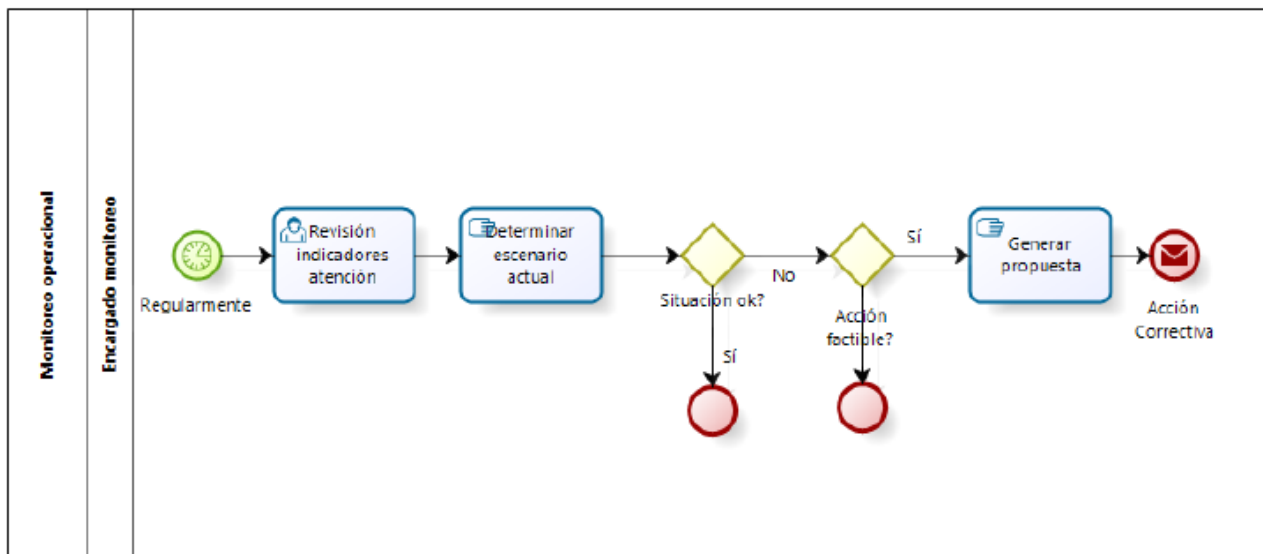 Monitoreo operacional
Encargado monitoreo
Regularmente
Revisión
indicadores
atención
Determinar
escenario
actual
Situación ok?
No
Sí
Acción
factible?
Sí
Generar
propuesta
Acción
Correctiva